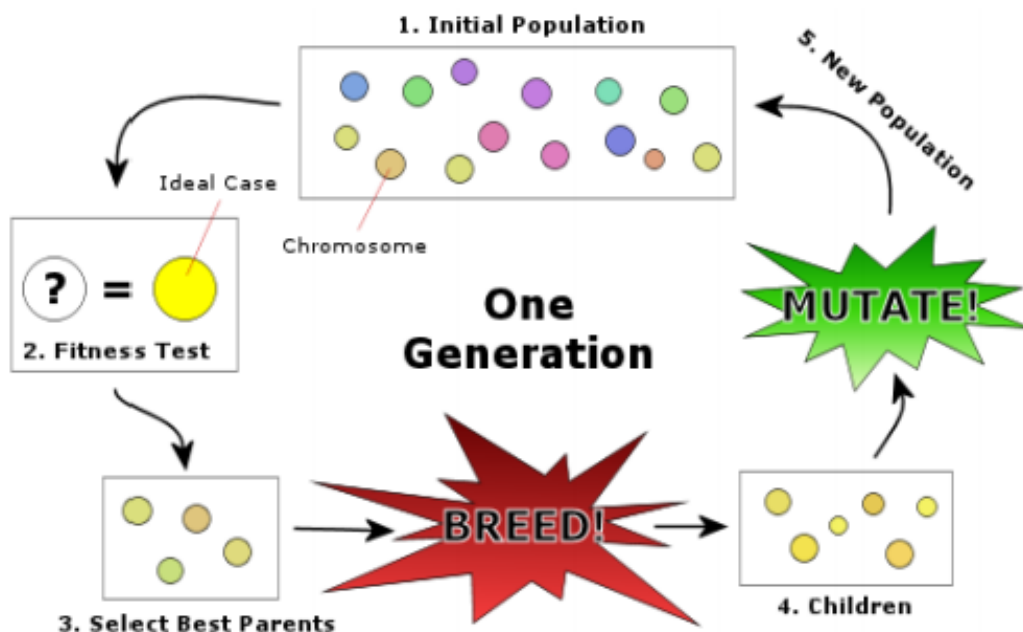 1. Initial Population
5. New Population
Ideal Case
Chromosome
? =
2. Fitness Test
One
Generation
MUTATE!
BREED!
3. Select Best Parents
4. Children